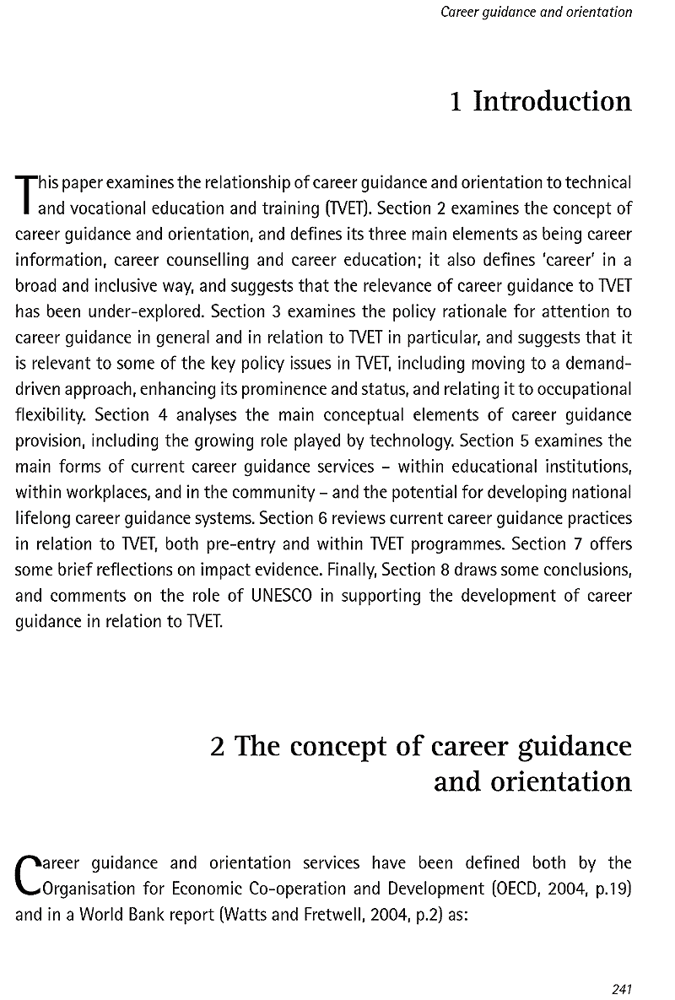 Career guidance and orientation
1 Introduction
This paper examines the relationship of career guidance and orientation to technical
and vocational education and training (TVET). Section 2 examines the concept of
career guidance and orientation, and defines its three main elements as being career
information, career counselling and career education; it also defines ‘career’ in a
broad and inclusive way, and suggests that the relevance of career guidance to TVET
has been under-explored. Section 3 examines the policy rationale for attention to
career guidance in general and in relation to TVET in particular, and suggests that it
is relevant to some of the key policy issues in TVET, including moving to a demand-
driven approach, enhancing its prominence and status, and relating it to occupational
flexibility. Section 4 analyses the main conceptual elements of career guidance
provision, including the growing role played by technology. Section 5 examines the
main forms of current career guidance services – within educational institutions,
within workplaces, and in the community – and the potential for developing national
lifelong career guidance systems. Section 6 reviews current career guidance practices
in relation to TVET, both pre-entry and within TVET programmes. Section 7 offers
some brief reflections on impact evidence. Finally, Section 8 draws some conclusions,
and comments on the role of UNESCO in supporting the development of career
guidance in relation to TVET.
2 The concept of career guidance
and orientation
Career guidance and orientation services have been defined both by the
Organisation for Economic Co-operation and Development (OECD, 2004, p.19)
and in a World Bank report (Watts and Fretwell, 2004, p.2) as:
241